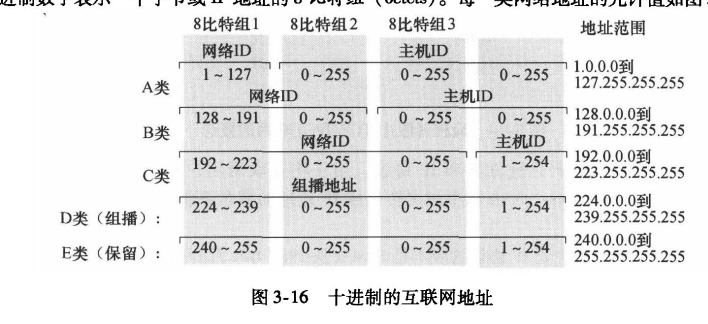 进制数字表示一个字节或IP地址的8比特组（octets）。每一类网络地址的允许值如图
8比特组1 8比特组2 8比特组3 地址范围
网络ID 主机ID
A类 1～127 0～255 0～255 0～255 1.0.0.0到
127.255.255.255
网络ID 主机ID
B类 128～191 0～255 0～255 0～255 128.0.0.0到
191.255.255.255
网络ID 主机ID
C类 192～223 0～255 0～255 1～254 192.0.0.0到
223.255.255.255
组播地址
D类（组播）： 224～239 0～255 0～255 1～254 224.0.0.0到
239.255.255.255
E类（保留）： 240～255 0～255 0～255 1～254 240.0.0.0到
255.255.255.255
图3-16 十进制的互联网地址